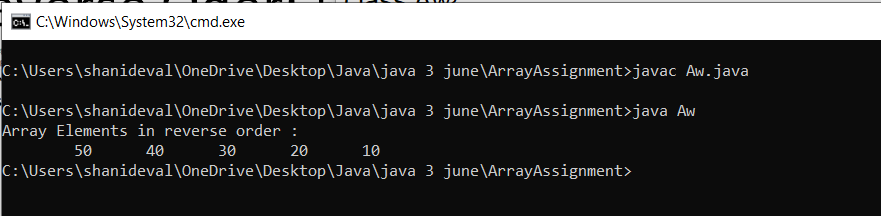 C:\Windows\System32\cmd.exe
C:\Users\shanideval\OneDrive\Desktop\Java\java 3 june\ArrayAssignment>javac Aw.java
C:\Users\shanideval\OneDrive\Desktop\Java\java 3 june\ArrayAssignment>java Aw
Array Elements in reverse order :
50 40 30 20 10
C:\Users\shanideval\OneDrive\Desktop\Java\java 3 june\ArrayAssignment>